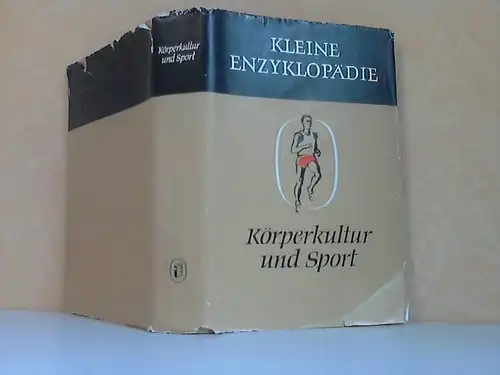 Körperkultur
und Sport
KLEINE
ENZYKLOPÄDIE
Körperkultur
und Sport